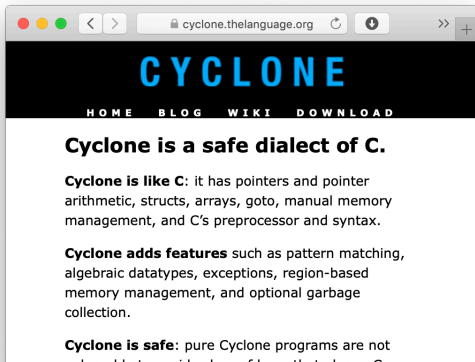 cyclone.thelanguage.org
CYCLONE
HOME BLOG WIKI DOWNLOAD
Cyclone is a safe dialect of C.
Cyclone is like C: it has pointers and pointer
arithmetic, structs, arrays, goto, manual memory
management, and C’s preprocessor and syntax.
Cyclone adds features such as pattern matching,
algebraic datatypes, exceptions, region-based
memory management, and optional garbage
collection.
Cyclone is safe: pure Cyclone programs are not